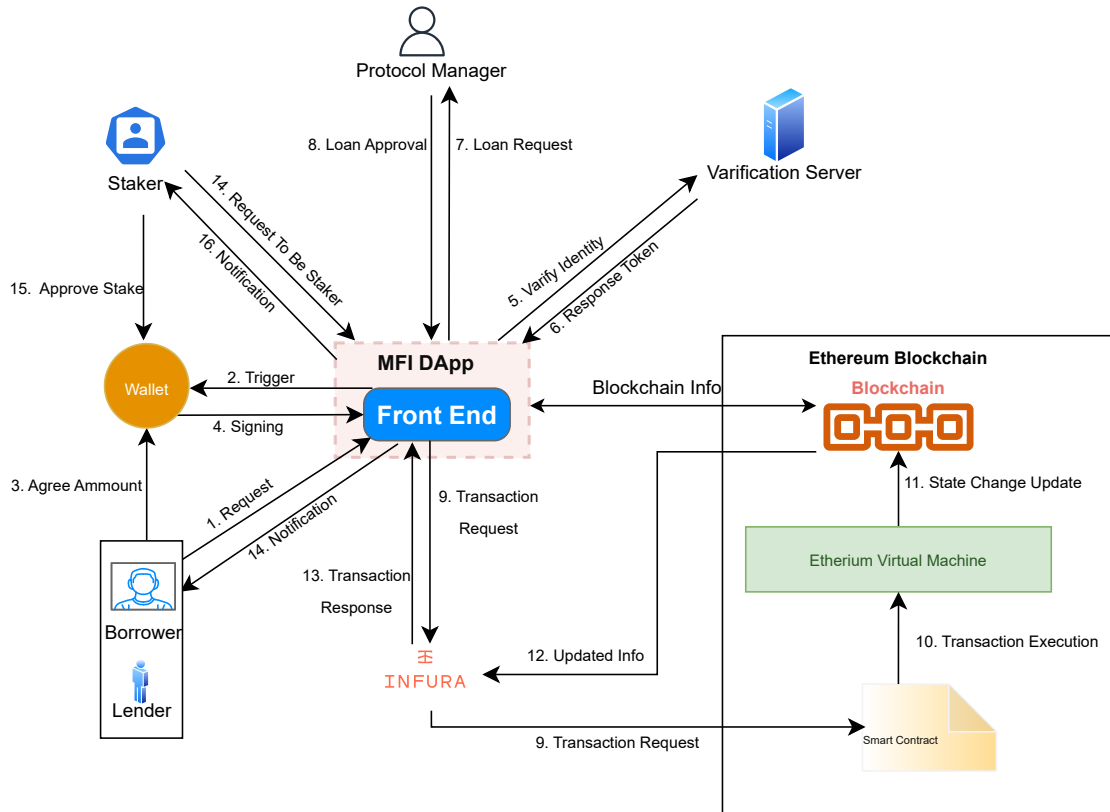 Protocol Manager
8. Loan Approval
7. Loan Request
Varification Server
Staker
14. Request To Be Staker
16. Notification
5. Varify Identity
6. Response Token
15.  Approve Stake
MFI DApp
Front End
Wallet
2. Trigger
4. Signing
Blockchain Info
Ethereum Blockchain
Blockchain
3. Agree Ammount
1. Request
14. Notification
9. Transaction
Request
11. State Change Update
Etherium Virtual Machine
13. Transaction
Response
Borrower
Lender
12. Updated Info
INFURA
10. Transaction Execution
9. Transaction Request
Smart Contract